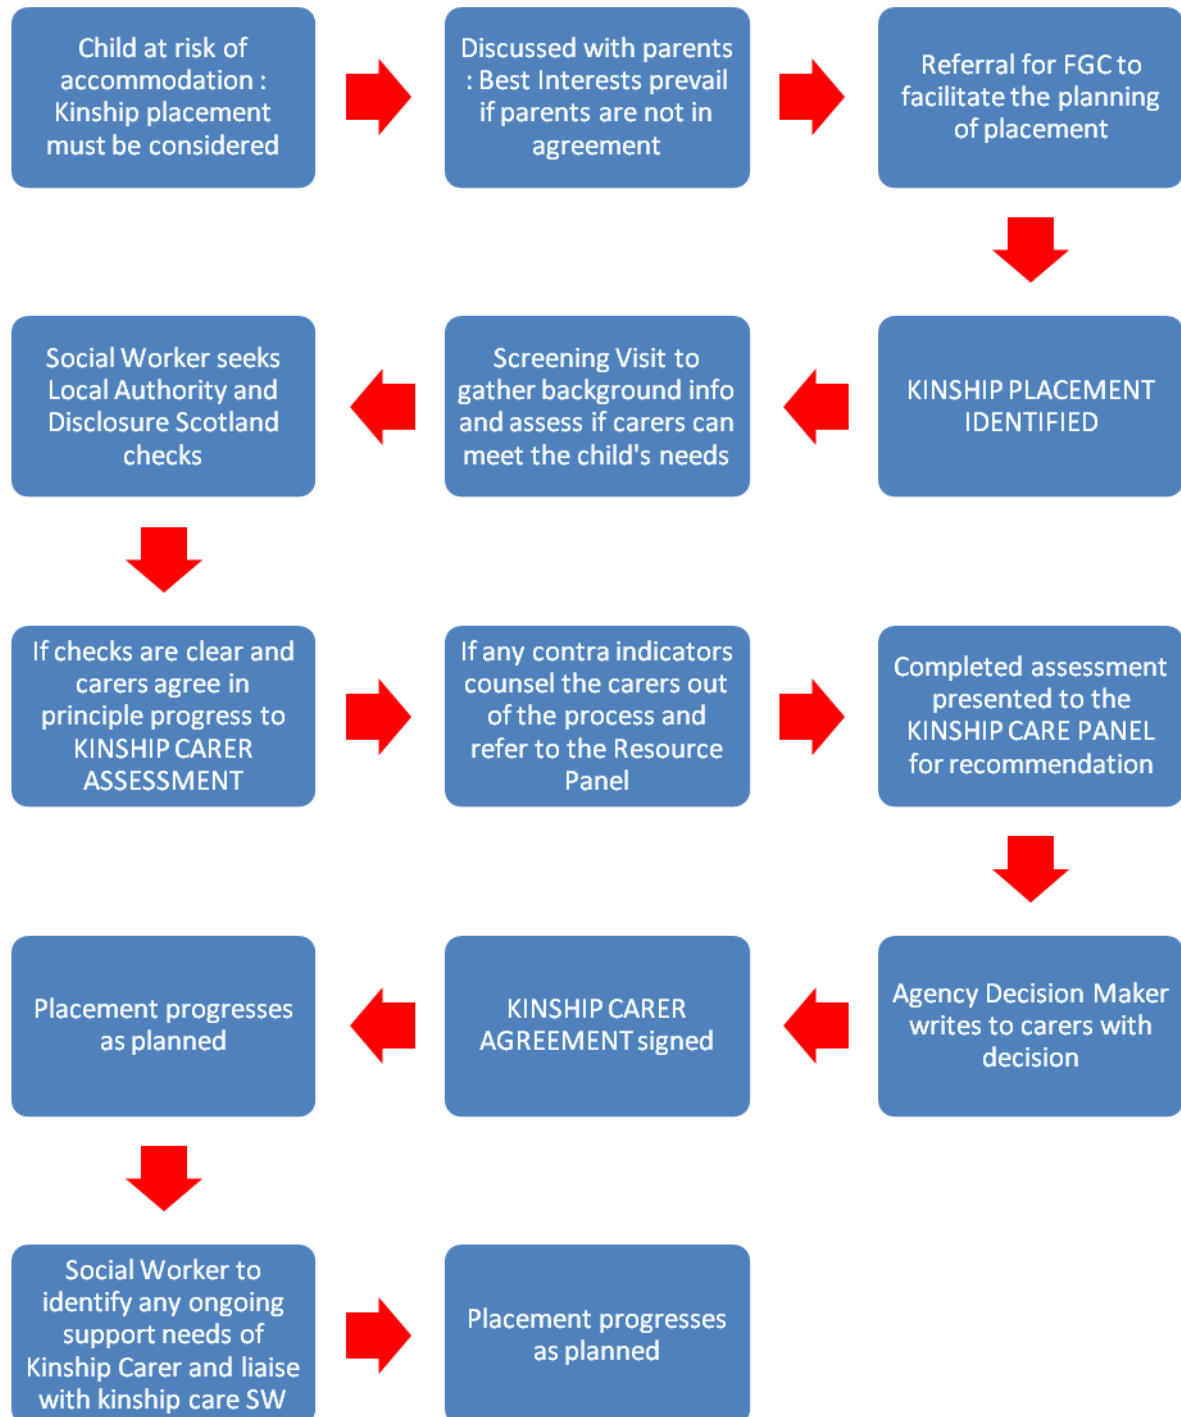 Child at risk of
accommodation :
Kinship placement
must be considered
Discussed with parents
: Best Interests prevail
if parents are not in
agreement
Referral for FGC to
facilitate the planning
of placement
KINSHIP PLACEMENT
IDENTIFIED
Screening Visit to
gather background info
and assess if carers can
meet the child's needs
Social Worker seeks
Local Authority and
Disclosure Scotland
checks
If checks are clear and
carers agree in
principle progress to
KINSHIP CARER
ASSESSMENT
If any contra indicators
counsel the carers out
of the process and
refer to the Resource
Panel
Completed assessment
presented to the
KINSHIP CARE PANEL
for recommendation
Agency Decision Maker
writes to carers with
decision
KINSHIP CARER
AGREEMENT signed
Placement progresses
as planned
Social Worker to
identify any ongoing
support needs of
Kinship Carer and liaise
with kinship care SW
Placement progresses
as planned